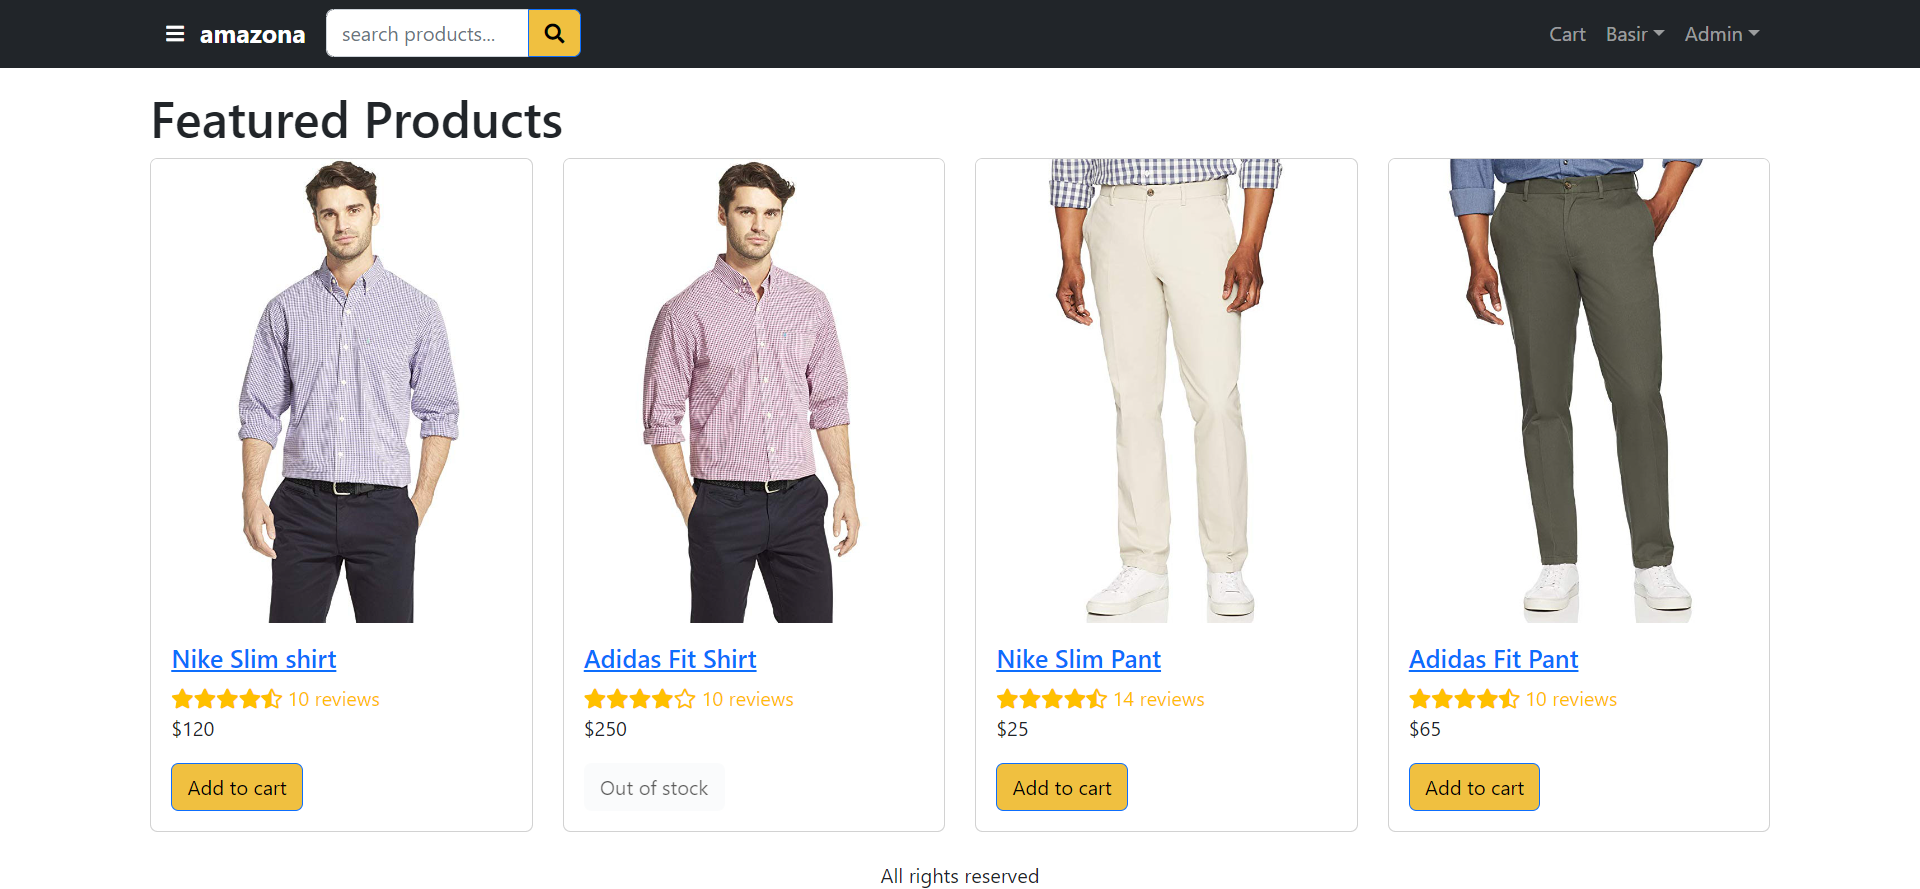 amazona
search products...
Cart
Basir
Admin
Featured Products
Nike Slim shirt
10 reviews
$120
Add to cart
Adidas Fit Shirt
10 reviews
$250
Out of stock
Nike Slim Pant
14 reviews
$25
Add to cart
Adidas Fit Pant
10 reviews
$65
Add to cart
All rights reserved